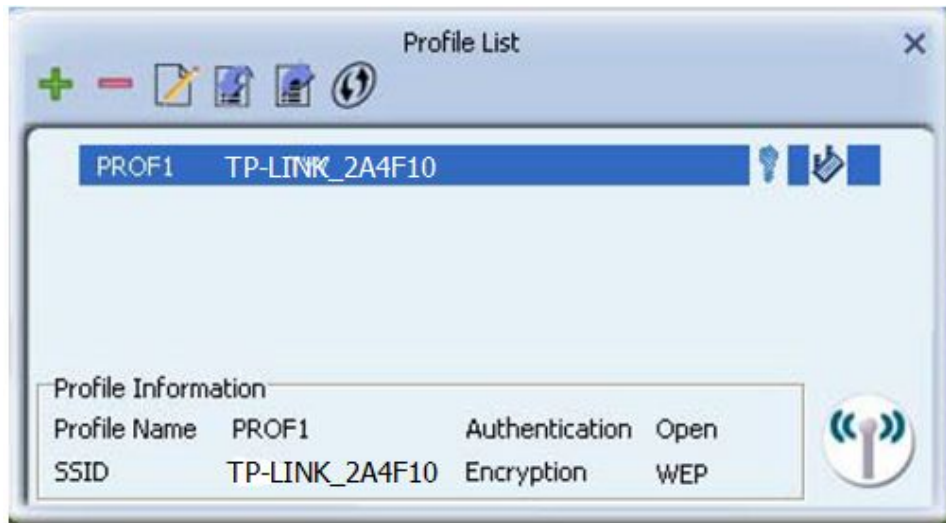 Profile List
PROF1 TP-LINK_2A4F10
Profile Information
Profile Name PROF1 Authentication Open
SSID TP-LINK_2A4F10 Encryption WEP